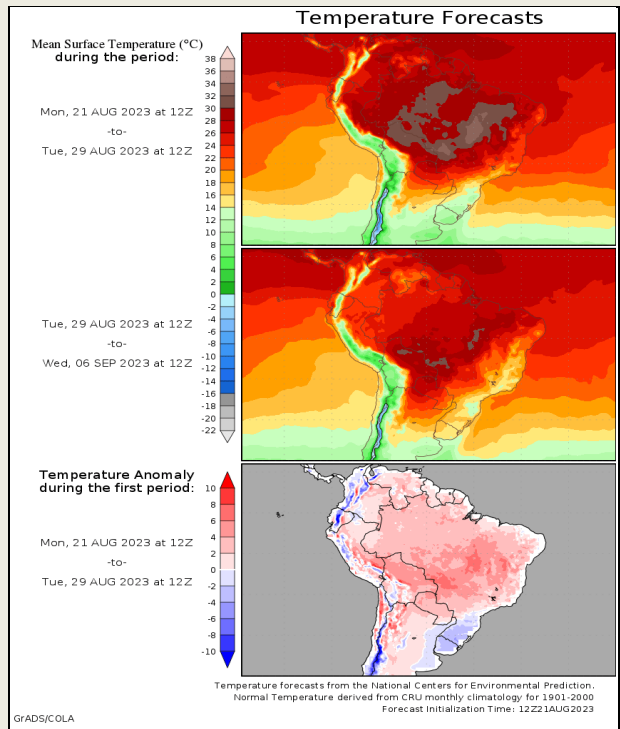 Temperature Forecasts
Mean Surface Temperature (°C)
during the period:
Mon, 21 AUG 2023 at 12Z
-to-
Tue, 29 AUG 2023 at 12Z
38
36
34
32
30
28
26
24
22
20
18
16
14
12
10
8
6
4
2
0
-2
-4
-6
-8
-10
-12
-14
-16
-18
-20
-22
Tue, 29 AUG 2023 at 12Z
-to-
Wed, 06 SEP 2023 at 12Z
Temperature Anomaly
during the first period:
Mon, 21 AUG 2023 at 12Z
-to-
Tue, 29 AUG 2023 at 12Z
10
8
6
4
2
0
-2
-4
-6
-8
-10
Temperature forecasts from the National Centers for Environmental Prediction.
Normal Temperature derived from CRU monthly climatology for 1901-2000
Forecast Initialization Time: 12Z21AUG2023
GrADS/COLA